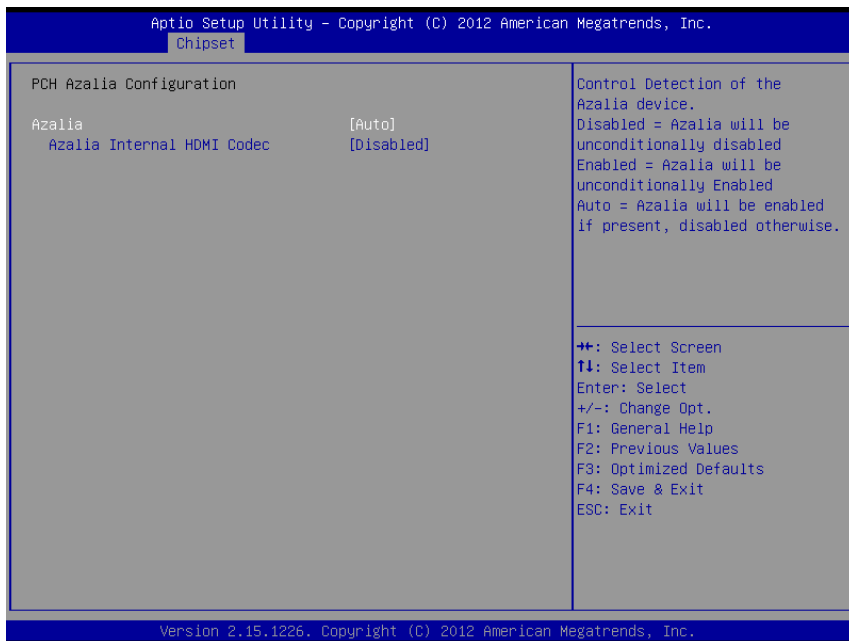 Aptio Setup Utility – Copyright (C) 2012 American Megatrends, Inc.
Chipset
PCH Azalia Configuration
Azalia [Auto]
Azalia Internal HDMI Codec [Disabled]
Control Detection of the
Azalia device.
Disabled = Azalia will be
unconditionally disabled
Enabled = Azalia will be
unconditionally Enabled
Auto = Azalia will be enabled
if present, disabled otherwise.
→←: Select Screen
↑↓: Select Item
Enter: Select
+/-: Change Opt.
F1: General Help
F2: Previous Values
F3: Optimized Defaults
F4: Save & Exit
ESC: Exit
Version 2.15.1226. Copyright (C) 2012 American Megatrends, Inc.